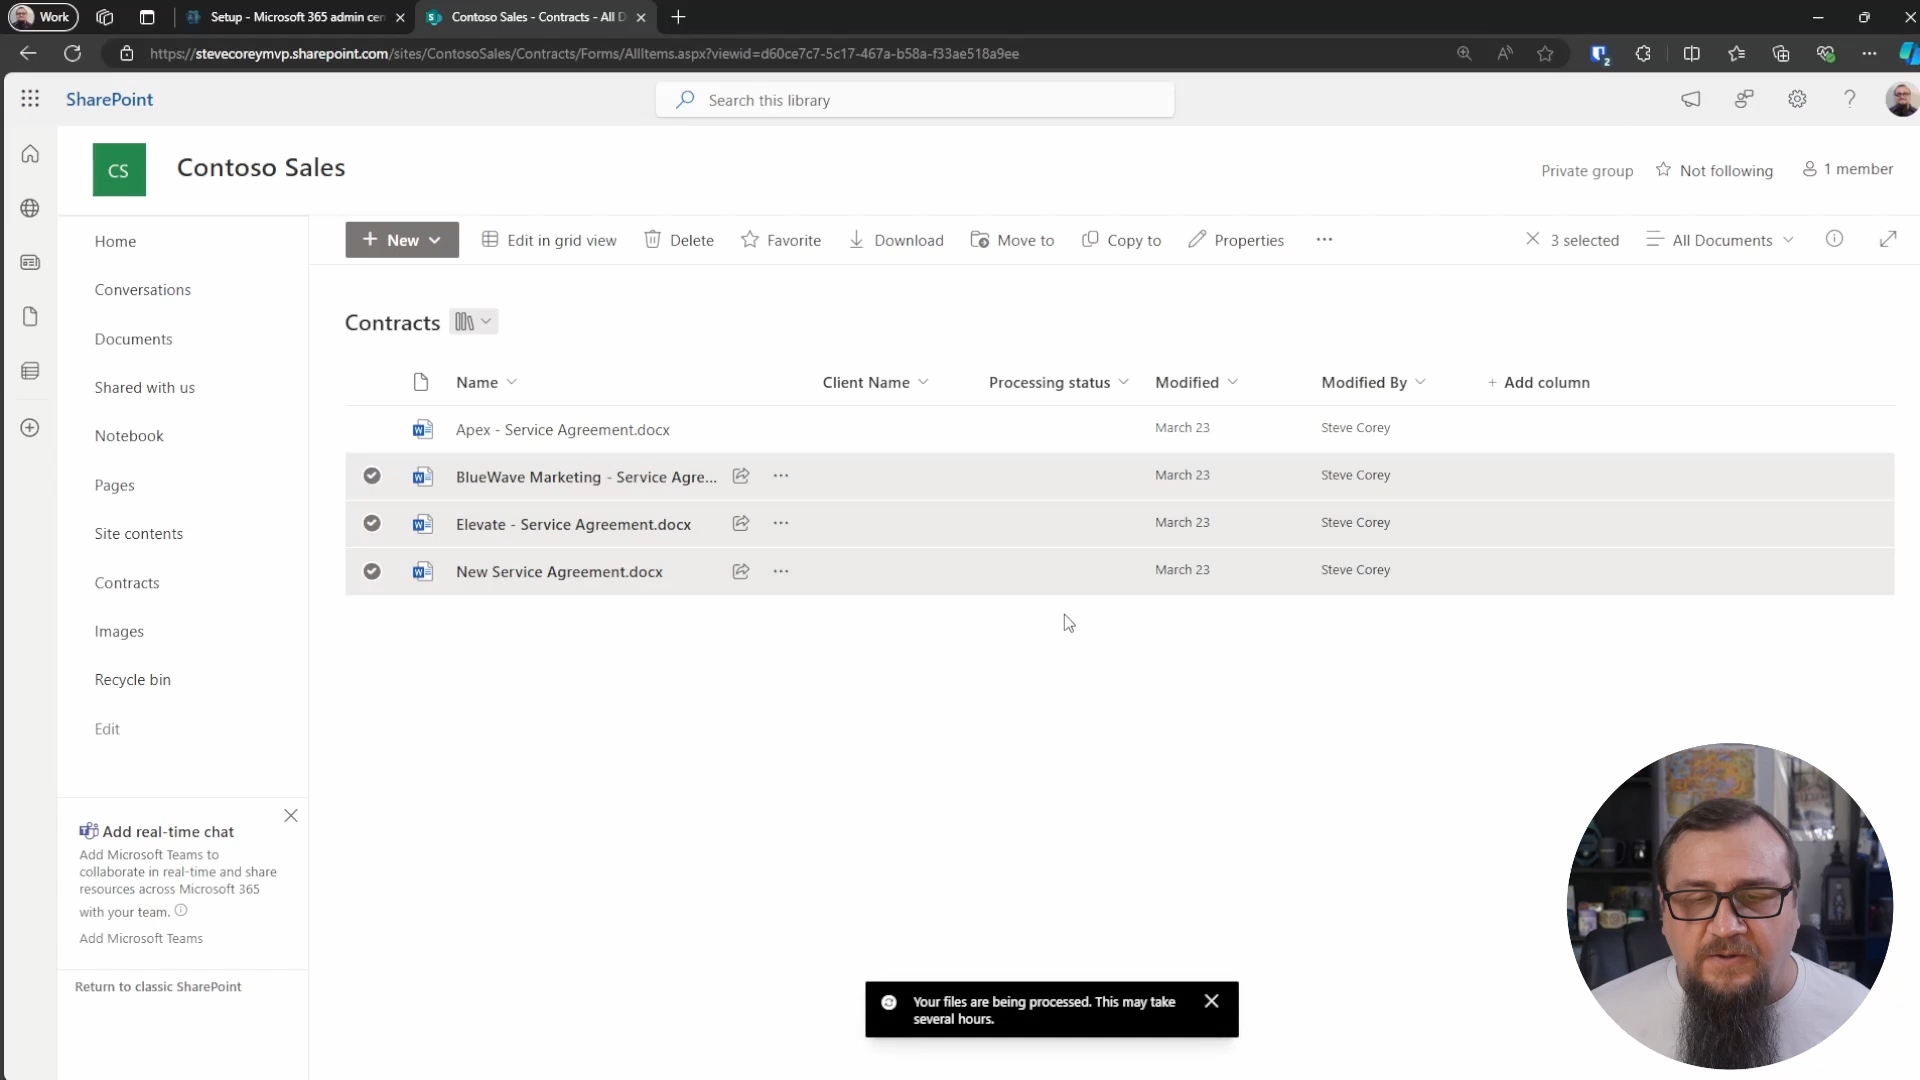 Work
Setup - Microsoft 365 admin cen
Contoso Sales - Contracts - All D
https://stevecoreymvp.sharepoint.com/sites/ContosoSales/Contracts/Forms/AllItems.aspx?viewid=d60ce7c7-5c17-467a-b58a-f33ae518a9ee
2
SharePoint
Search this library
CS
Contoso Sales
Private group
Not following
1 member
Home
Conversations
Documents
Shared with us
Notebook
Pages
Site contents
Contracts
Images
Recycle bin
Edit
New
Edit in grid view
Delete
Favorite
Download
Move to
Copy to
Properties
3 selected
All Documents
Contracts
Name Client Name Processing status Modified Modified By + Add column
Apex - Service Agreement.docx March 23 Steve Corey
BlueWave Marketing - Service Agre... March 23 Steve Corey
Elevate - Service Agreement.docx March 23 Steve Corey
New Service Agreement.docx March 23 Steve Corey
Add real-time chat
Add Microsoft Teams to
collaborate in real-time and share
resources across Microsoft 365
with your team.
Add Microsoft Teams
Return to classic SharePoint
Your files are being processed. This may take
several hours.